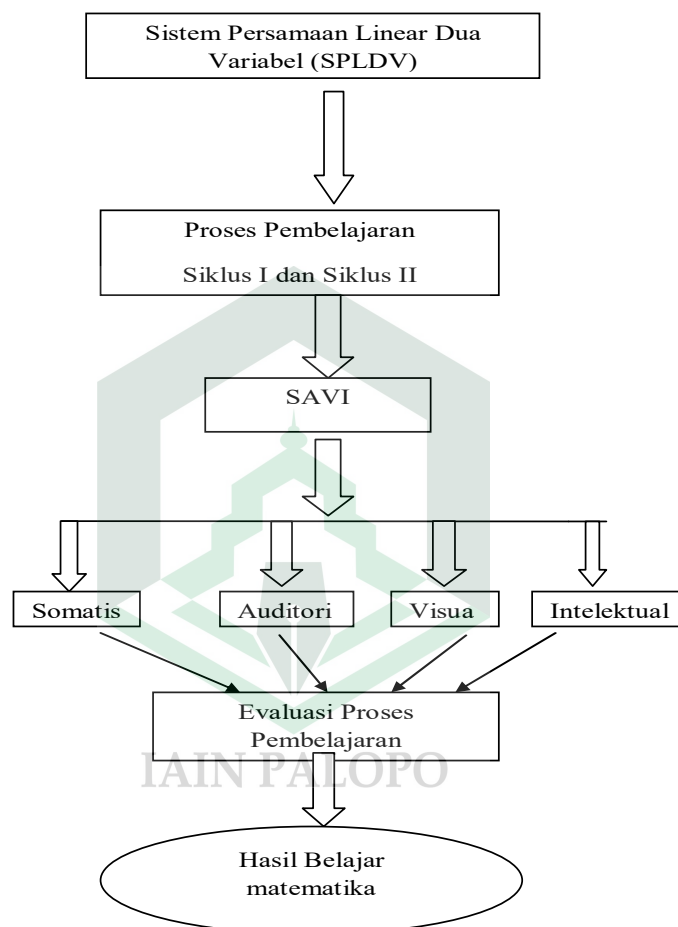 Sistem Persamaan Linear Dua
Variabel (SPLDV)
Proses Pembelajaran
Siklus I dan Siklus II
SAVI
Somatis
Auditori
Visua
Intelektual
Evaluasi Proses
Pembelajaran
IAIN PALOPO
Hasil Belajar
matematika